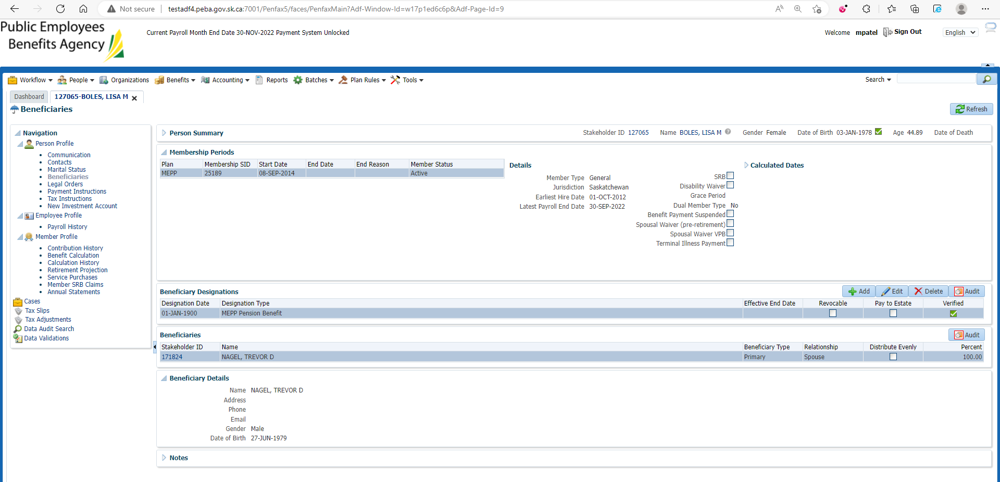 Not secure | testadf4.peba.gov.sk.ca:7001/Penfax5/faces/PenfaxMain?Adf-Window-Id=w17p1ed6c6p&Adf-Page-Id=9
Public Employees
Benefits Agency
Current Payroll Month End Date 30-NOV-2022 Payment System Unlocked
Welcome mpatel Sign Out English
Workflow People Organizations Benefits Accounting Reports Batches Plan Rules Tools Search
Dashboard 127065-BOLES, LISA M
Beneficiaries
Refresh
Navigation
Person Profile
Communication
Contacts
Marital Status
Beneficiaries
Legal Orders
Payment Instructions
Tax Instructions
New Investment Account
Employee Profile
Payroll History
Member Profile
Contribution History
Benefit Calculation
Calculation History
Retirement Projection
Service Purchases
Member SRB Claims
Annual Statements
Cases
Tax Slips
Tax Adjustments
Data Audit Search
Data Validations
Person Summary Stakeholder ID 127065 Name BOLES, LISA M Gender Female Date of Birth 03-JAN-1978 Age 44.89 Date of Death
Membership Periods
Plan Membership SID Start Date End Date End Reason Member Status
MEPP 25189 08-SEP-2014 Active
Details
Member Type General
Jurisdiction Saskatchewan
Earliest Hire Date 01-OCT-2012
Latest Payroll End Date 30-SEP-2022
SRB
Disability Waiver
Grace Period
Dual Member Type No
Benefit Payment Suspended
Spousal Waiver (pre-retirement)
Spousal Waiver VPB
Terminal Illness Payment
Calculated Dates
Beneficiary Designations Add Edit Delete Audit
Designation Date Designation Type Effective End Date Revocable Pay to Estate Verified
01-JAN-1900 MEPP Pension Benefit
Beneficiaries Audit
Stakeholder ID Name Beneficiary Type Relationship Distribute Evenly Percent
171824 NAGEL, TREVOR D Primary Spouse 100.00
Beneficiary Details
Name NAGEL, TREVOR D
Address
Phone
Email
Gender Male
Date of Birth 27-JUN-1979
Notes